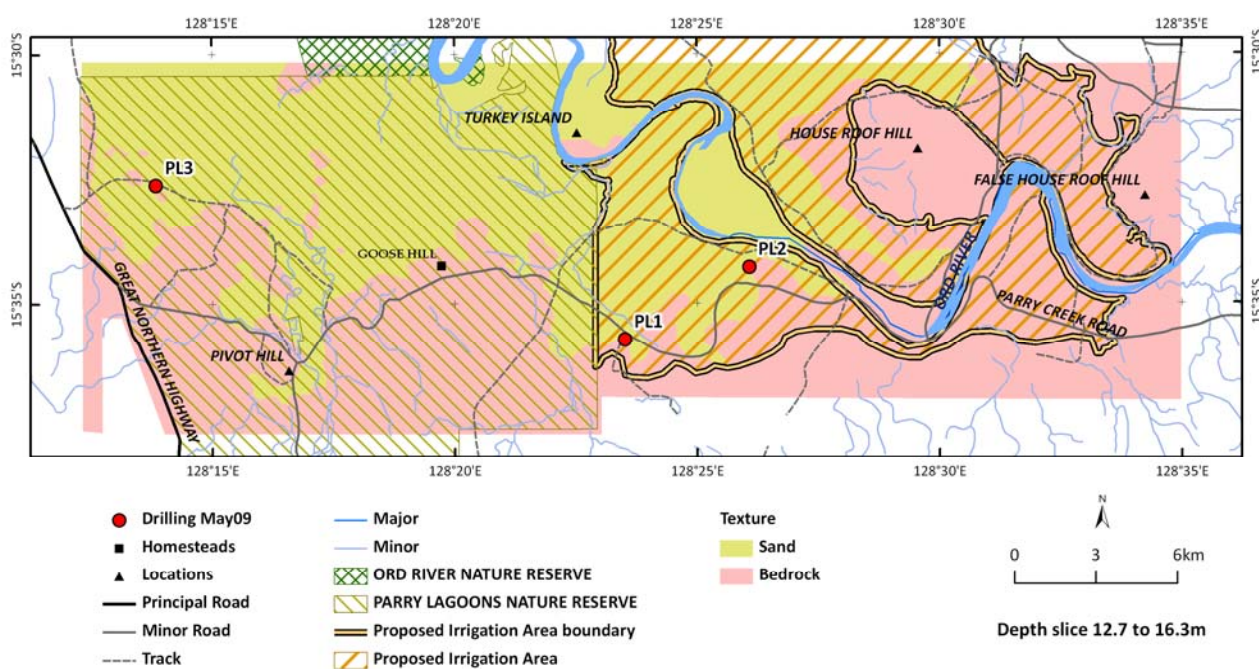 128°15'E 128°20'E 128°25'E 128°30'E 128°35'E
15°30'S 15°30'S
TURKEY ISLAND
HOUSE ROOF HILL
PL3
FALSE HOUSE ROOF HILL
GOOSE HILL
PL2
ORD RIVER
GREAT NORTHERN HIGHWAY
15°35'S 15°35'S
PARRY CREEK ROAD
PL1
PIVOT HILL
128°15'E 128°20'E 128°25'E 128°30'E 128°35'E
Drilling May09
Homesteads
Locations
Principal Road
Minor Road
Track
Major
Minor
ORD RIVER NATURE RESERVE
PARRY LAGOONS NATURE RESERVE
Proposed Irrigation Area boundary
Proposed Irrigation Area
Texture
Sand
Bedrock
N
0 3 6km
Depth slice 12.7 to 16.3m